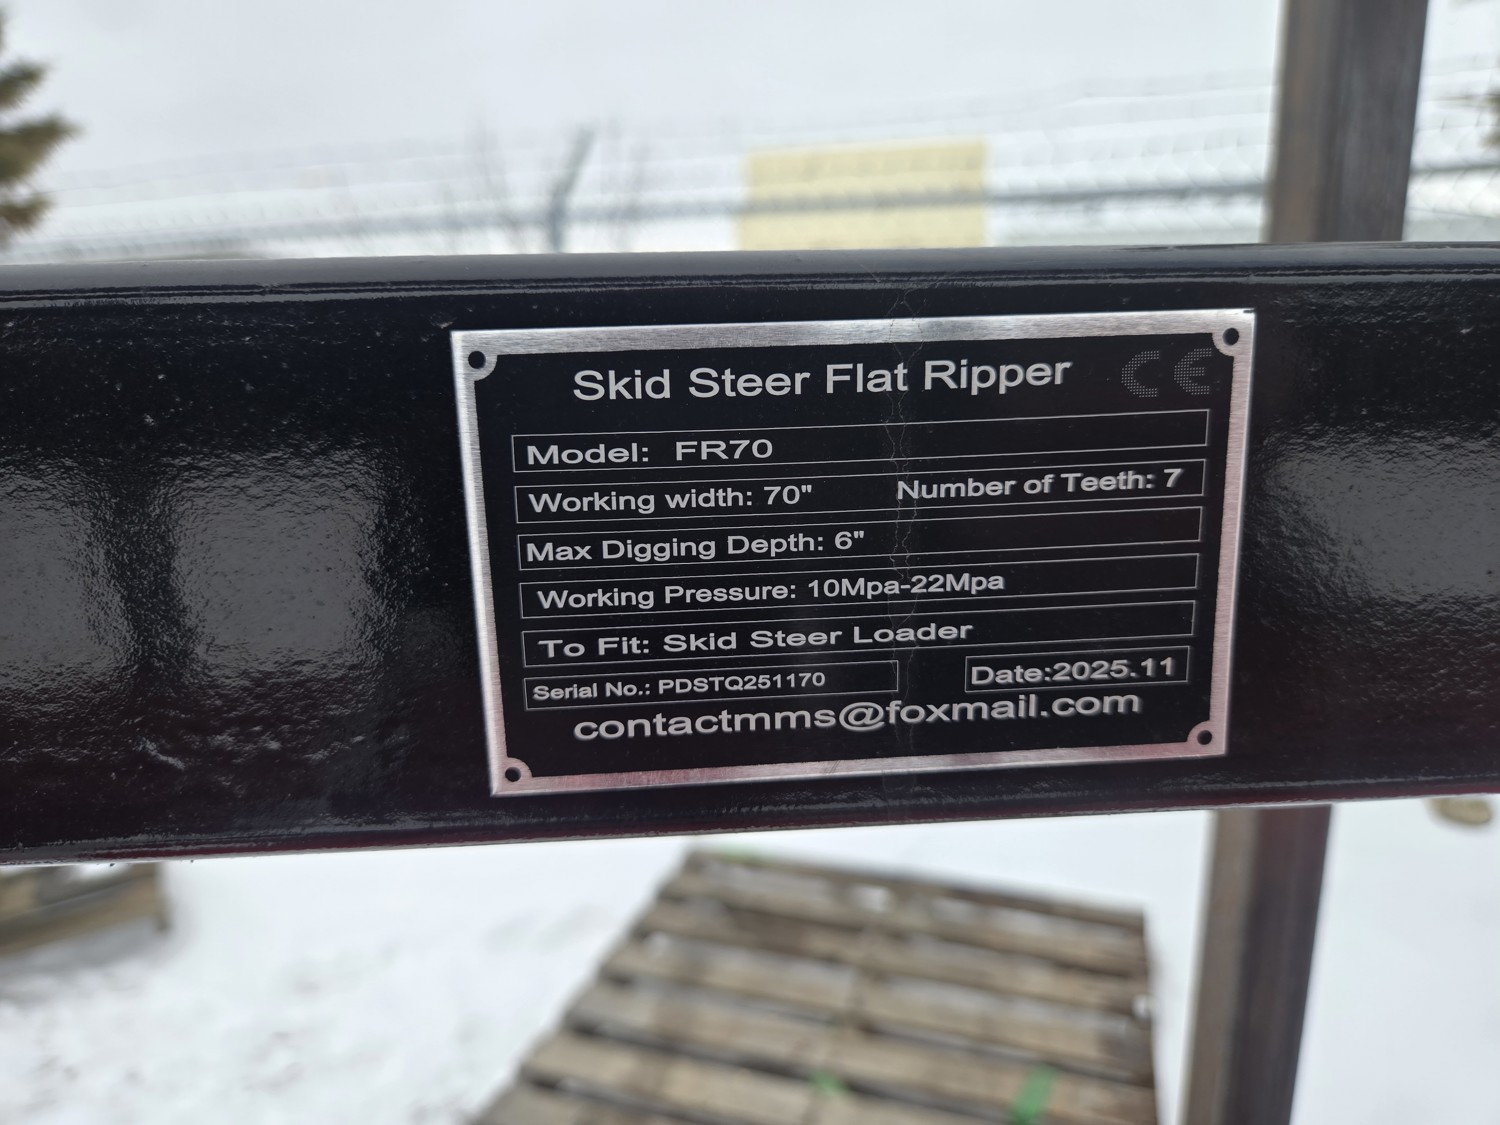 Skid Steer Flat Ripper CE
Model: FR70
Working width: 70" Number of Teeth: 7
Max Digging Depth: 6"
Working Pressure: 10Mpa-22Mpa
To Fit: Skid Steer Loader
Serial No.: PDSTQ251170 Date:2025.11
contactmms@foxmail.com